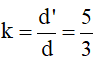 k = d'/d = 5/3